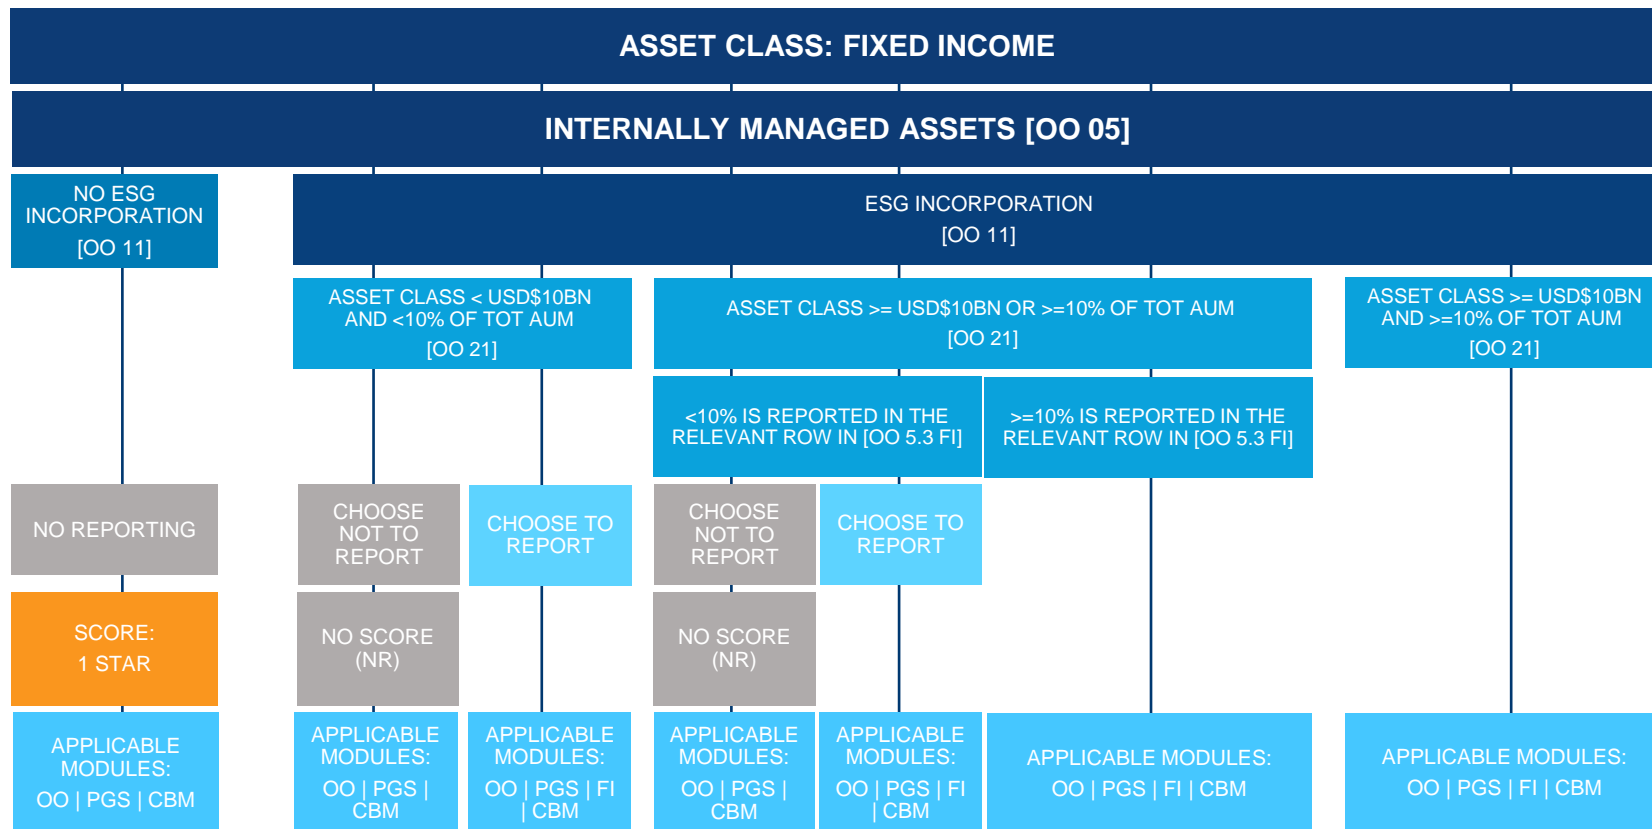 ASSET CLASS: FIXED INCOME
INTERNALLY MANAGED ASSETS [OO 05]
NO ESG
INCORPORATION
[OO 11]
ESG INCORPORATION
[OO 11]
ASSET CLASS < USD$10BN
AND <10% OF TOT AUM
[OO 21]
ASSET CLASS >= USD$10BN OR >=10% OF TOT AUM
[OO 21]
ASSET CLASS >= USD$10BN
AND >=10% OF TOT AUM
[OO 21]
<10% IS REPORTED IN THE
RELEVANT ROW IN [OO 5.3 FI]
>=10% IS REPORTED IN THE
RELEVANT ROW IN [OO 5.3 FI]
NO REPORTING
CHOOSE
NOT TO
REPORT
CHOOSE TO
REPORT
CHOOSE
NOT TO
REPORT
CHOOSE TO
REPORT
SCORE:
1 STAR
NO SCORE
(NR)
NO SCORE
(NR)
APPLICABLE
MODULES:
OO | PGS | CBM
APPLICABLE
MODULES:
OO | PGS |
CBM
APPLICABLE
MODULES:
OO | PGS | FI
| CBM
APPLICABLE
MODULES:
OO | PGS |
CBM
APPLICABLE
MODULES:
OO | PGS | FI
| CBM
APPLICABLE MODULES:
OO | PGS | FI | CBM
APPLICABLE MODULES:
OO | PGS | FI | CBM